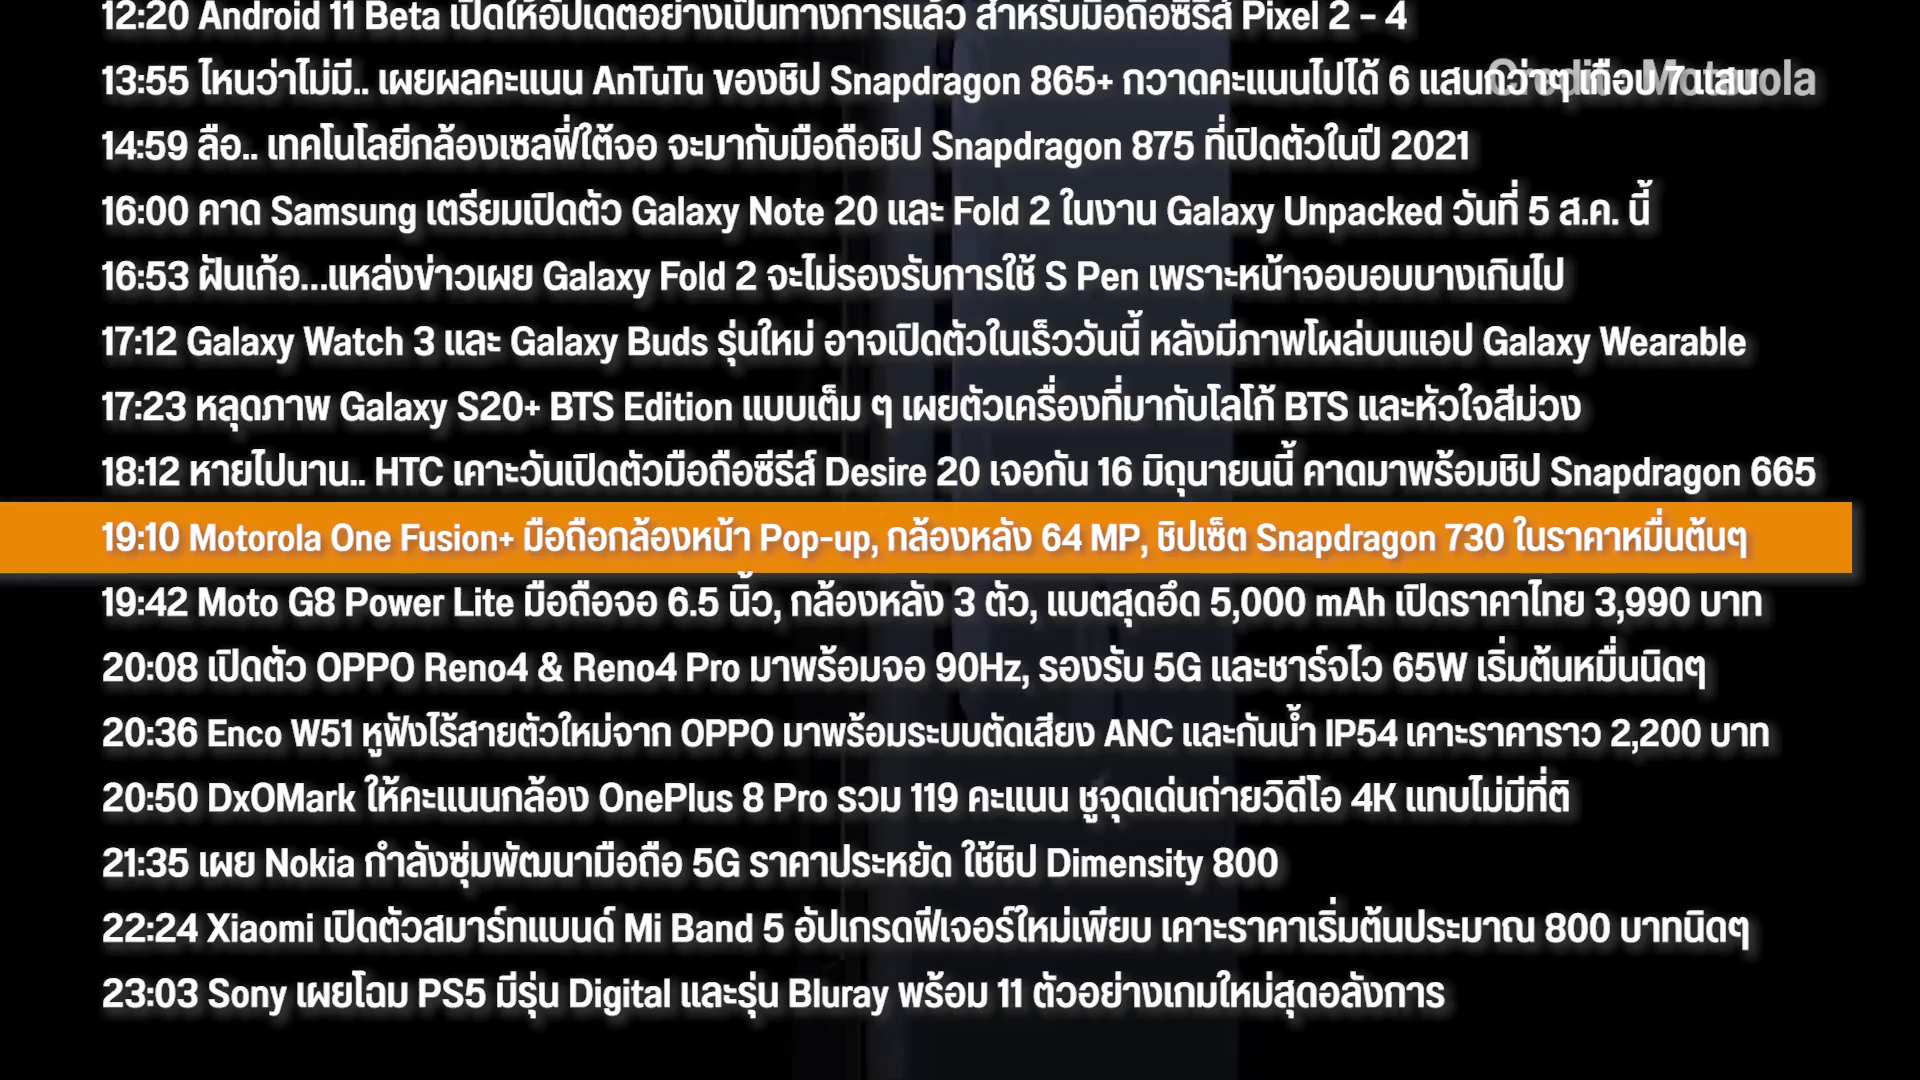 12:20 Android 11 Beta เปิดให้อัปเดตอย่างเป็นทางการแล้ว สำหรับมือถือซีรีส์ Pixel 2 – 4
13:55 ไหนว่าไม่มี.. เผยผลคะแนน AnTuTu ของชิป Snapdragon 865+ กวาดคะแนนไปได้ 6 แสนกว่าๆ เกือบ 7 แสน
Credit : Motorola
14:59 ลือ.. เทคโนโลยีกล้องเซลฟี่ใต้จอ จะมากับมือถือชิป Snapdragon 875 ที่เปิดตัวในปี 2021
16:00 คาด Samsung เตรียมเปิดตัว Galaxy Note 20 และ Fold 2 ในงาน Galaxy Unpacked วันที่ 5 ส.ค. นี้
16:53 ฝันเก้อ...แหล่งข่าวเผย Galaxy Fold 2 จะไม่รองรับการใช้ S Pen เพราะหน้าจอบอบบางเกินไป
17:12 Galaxy Watch 3 และ Galaxy Buds รุ่นใหม่ อาจเปิดตัวในเร็ววันนี้ หลังมีภาพโผล่บนแอป Galaxy Wearable
17:23 หลุดภาพ Galaxy S20+ BTS Edition แบบเต็ม ๆ เผยตัวเครื่องที่มากับโลโก้ BTS และหัวใจสีม่วง
18:12 หายไปนาน.. HTC เคาะวันเปิดตัวมือถือซีรีส์ Desire 20 เจอกัน 16 มิถุนายนนี้ คาดมาพร้อมชิป Snapdragon 665
19:10 Motorola One Fusion+ มือถือกล้องหน้า Pop-up, กล้องหลัง 64 MP, ชิปเซ็ต Snapdragon 730 ในราคาหมื่นต้นๆ
19:42 Moto G8 Power Lite มือถือจอ 6.5 นิ้ว, กล้องหลัง 3 ตัว, แบตสุดอึด 5,000 mAh เปิดราคาไทย 3,990 บาท
20:08 เปิดตัว OPPO Reno4 & Reno4 Pro มาพร้อมจอ 90Hz, รองรับ 5G และชาร์จไว 65W เริ่มต้นหมื่นนิดๆ
20:36 Enco W51 หูฟังไร้สายตัวใหม่จาก OPPO มาพร้อมระบบตัดเสียง ANC และกันน้ำ IP54 เคาะราคาราว 2,200 บาท
20:50 DxOMark ให้คะแนนกล้อง OnePlus 8 Pro รวม 119 คะแนน ชูจุดเด่นถ่ายวิดีโอ 4K แทบไม่มีที่ติ
21:35 เผย Nokia กำลังซุ่มพัฒนามือถือ 5G ราคาประหยัด ใช้ชิป Dimensity 800
22:24 Xiaomi เปิดตัวสมาร์ทแบนด์ Mi Band 5 อัปเกรดฟีเจอร์ใหม่เพียบ เคาะราคาเริ่มต้นประมาณ 800 บาทนิดๆ
23:03 Sony เผยโฉม PS5 มีรุ่น Digital และรุ่น Bluray พร้อม 11 ตัวอย่างเกมใหม่สุดอลังการ